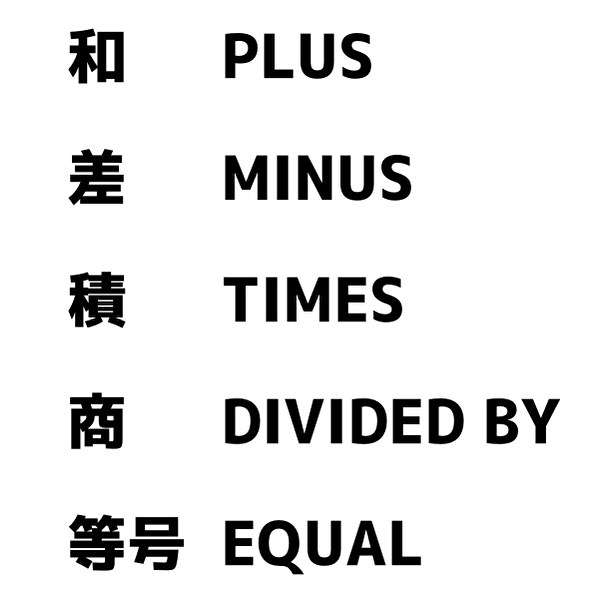 和 PLUS
差 MINUS
積 TIMES
商 DIVIDED BY
等号 EQUAL